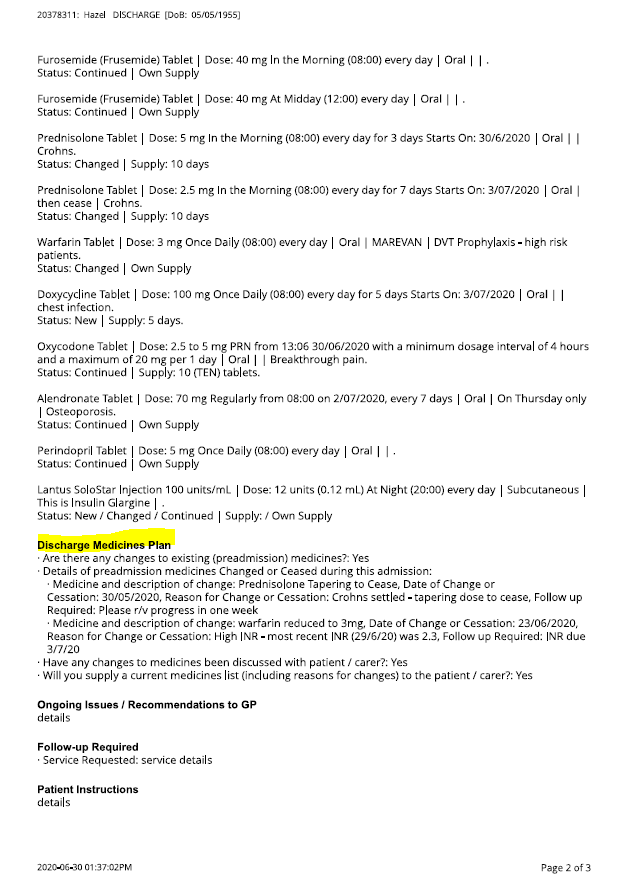 20378311: Hazel DISCHARGE [DoB: 05/05/1955]
Furosemide (Frusemide) Tablet | Dose: 40 mg In the Morning (08:00) every day | Oral | | .
Status: Continued | Own Supply
Furosemide (Frusemide) Tablet | Dose: 40 mg At Midday (12:00) every day | Oral | | .
Status: Continued | Own Supply
Prednisolone Tablet | Dose: 5 mg In the Morning (08:00) every day for 3 days Starts On: 30/6/2020 | Oral | |
Crohns.
Status: Changed | Supply: 10 days
Prednisolone Tablet | Dose: 2.5 mg In the Morning (08:00) every day for 7 days Starts On: 3/07/2020 | Oral |
then cease | Crohns.
Status: Changed | Supply: 10 days
Warfarin Tablet | Dose: 3 mg Once Daily (08:00) every day | Oral | MAREVAN | DVT Prophylaxis - high risk
patients.
Status: Changed | Own Supply
Doxycycline Tablet | Dose: 100 mg Once Daily (08:00) every day for 5 days Starts On: 3/07/2020 | Oral | |
chest infection.
Status: New | Supply: 5 days.
Oxycodone Tablet | Dose: 2.5 to 5 mg PRN from 13:06 30/06/2020 with a minimum dosage interval of 4 hours
and a maximum of 20 mg per 1 day | Oral | | Breakthrough pain.
Status: Continued | Supply: 10 (TEN) tablets.
Alendronate Tablet | Dose: 70 mg Regularly from 08:00 on 2/07/2020, every 7 days | Oral | On Thursday only
| Osteoporosis.
Status: Continued | Own Supply
Perindopril Tablet | Dose: 5 mg Once Daily (08:00) every day | Oral | | .
Status: Continued | Own Supply
Lantus SoloStar Injection 100 units/mL | Dose: 12 units (0.12 mL) At Night (20:00) every day | Subcutaneous |
This is Insulin Glargine | .
Status: New / Changed / Continued | Supply: / Own Supply
Discharge Medicines Plan
· Are there any changes to existing (preadmission) medicines?: Yes
· Details of preadmission medicines Changed or Ceased during this admission:
· Medicine and description of change: Prednisolone Tapering to Cease, Date of Change or
Cessation: 30/05/2020, Reason for Change or Cessation: Crohns settled - tapering dose to cease, Follow up
Required: Please r/v progress in one week
· Medicine and description of change: warfarin reduced to 3mg, Date of Change or Cessation: 23/06/2020,
Reason for Change or Cessation: High INR - most recent INR (29/6/20) was 2.3, Follow up Required: INR due
3/7/20
· Have any changes to medicines been discussed with patient / carer?: Yes
· Will you supply a current medicines list (including reasons for changes) to the patient / carer?: Yes
Ongoing Issues / Recommendations to GP
details
Follow-up Required
· Service Requested: service details
Patient Instructions
details
2020-06-30 01:37:02PM
Page 2 of 3